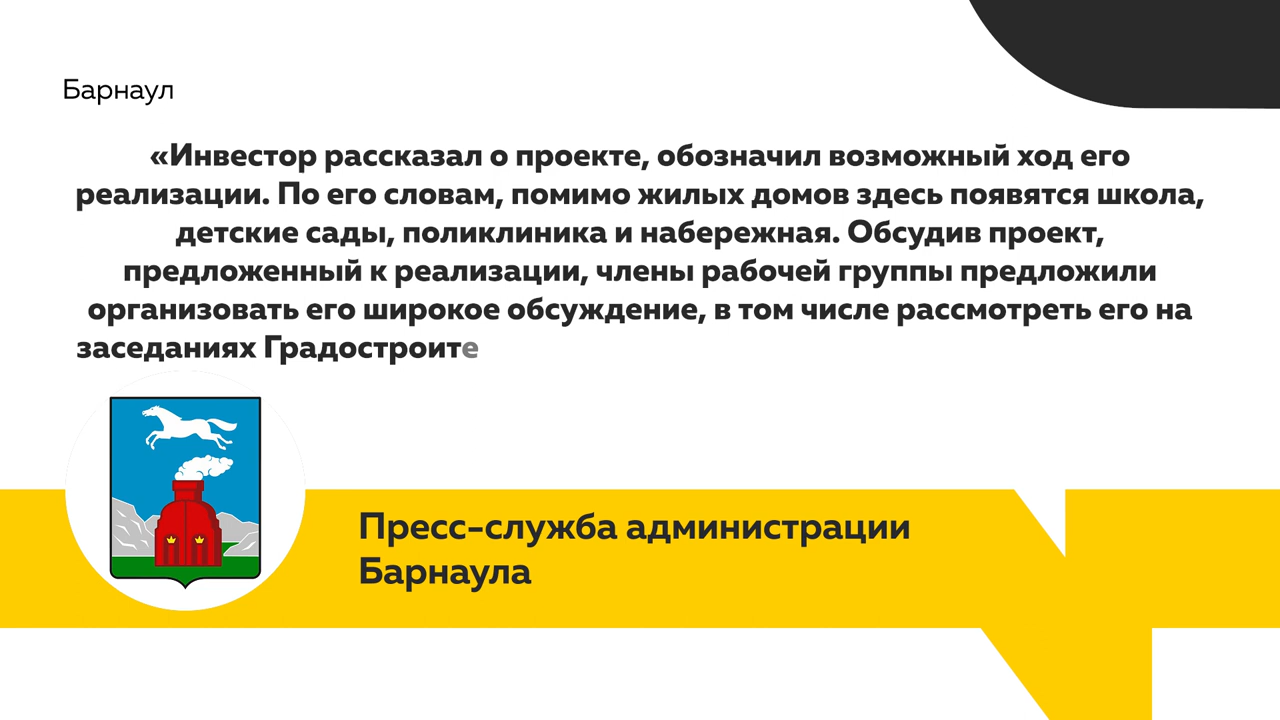 Барнаул
«Инвестор рассказал о проекте, обозначил возможный ход его
реализации. По его словам, помимо жилых домов здесь появятся школа,
детские сады, поликлиника и набережная. Обсудив проект,
предложенный к реализации, члены рабочей группы предложили
организовать его широкое обсуждение, в том числе рассмотреть его на
заседаниях Градостроите
Пресс-служба администрации
Барнаула